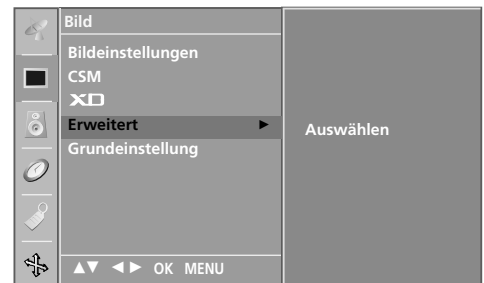 Bild
Bildeinstellungen
CSM
XD
Erweitert ►
Auswählen
Grundeinstellung
▲▼ ◄► OK MENU